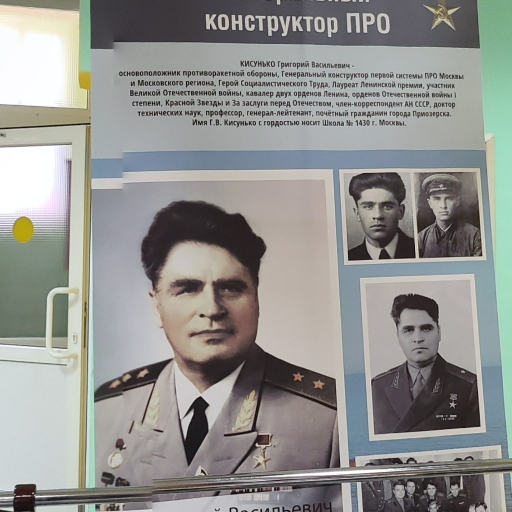 конструктор ПРО
КИСУНЬКО Григорий Васильевич -
основоположник противоракетной обороны, Генеральный конструктор первой системы ПРО Москвы
и Московского региона, Герой Социалистического Труда, Лауреат Ленинской премии, участник
Великой Отечественной войны, кавалер двух орденов Ленина, орденов Отечественной войны I
степени, Красной Звезды и За заслуги перед Отечеством, член-корреспондент АН СССР, доктор
технических наук, профессор, генерал-лейтенант, почётный гражданин города Приозерска.
Имя Г.В. Кисунько с гордостью носит Школа № 1430 г. Москвы.
Васильевич